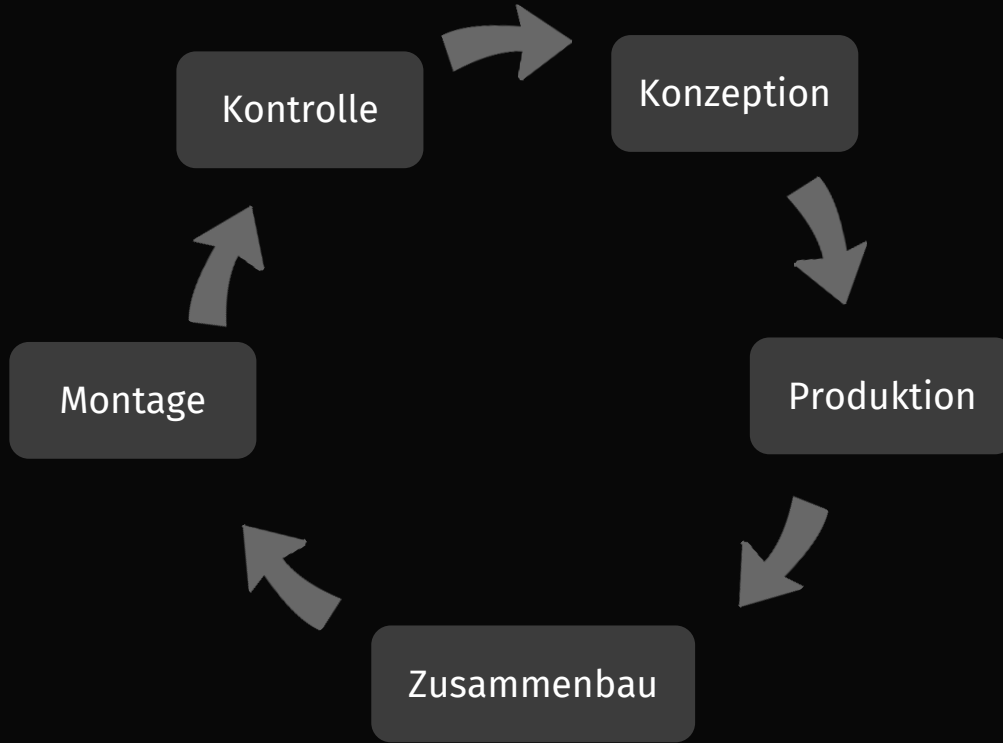 Kontrolle
Konzeption
Produktion
Zusammenbau
Montage